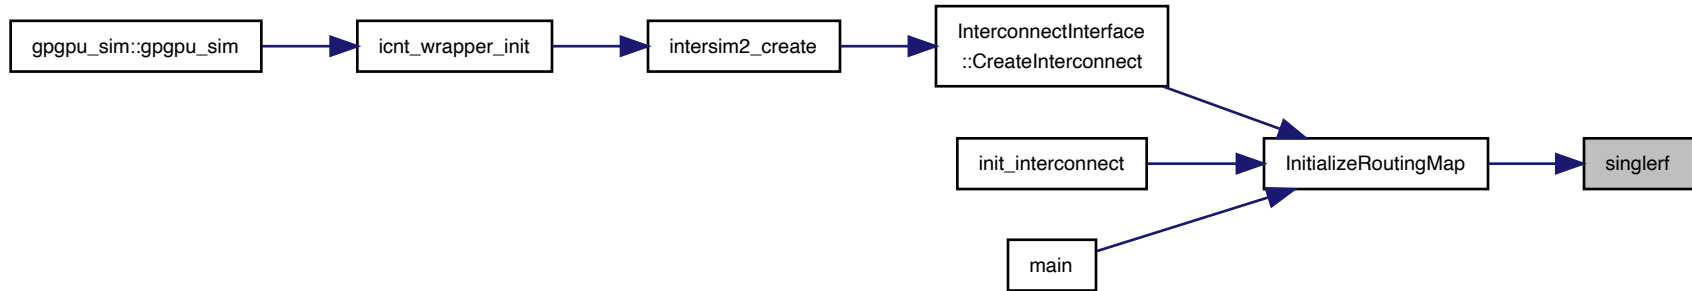 gpgpu_sim::gpgpu_sim
icnt_wrapper_init
intersim2_create
InterconnectInterface
::CreateInterconnect
init_interconnect
InitializeRoutingMap
singlerf
main